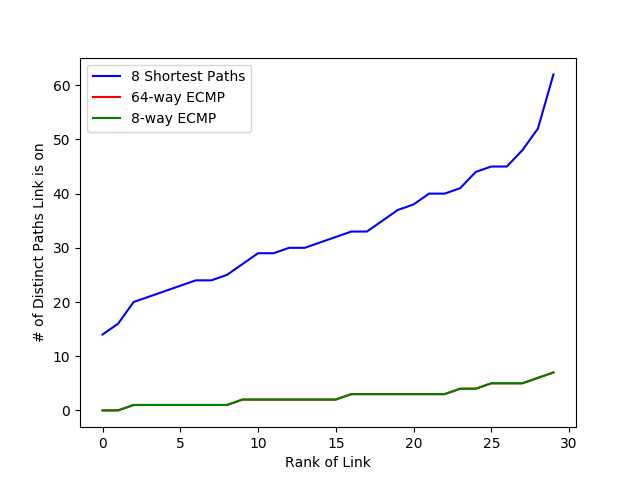 8 Shortest Paths
64-way ECMP
8-way ECMP
# of Distinct Paths Link is on
60
50
40
30
20
10
0
0 5 10 15 20 25 30
Rank of Link